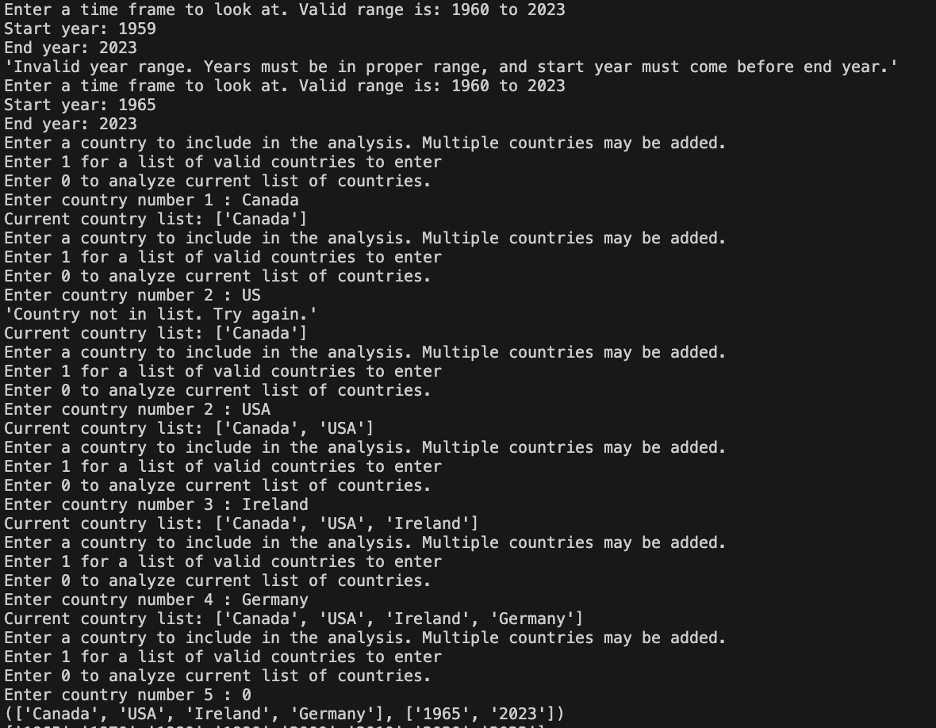 Enter a time frame to look at. Valid range is: 1960 to 2023
Start year: 1959
End year: 2023
'Invalid year range. Years must be in proper range, and start year must come before end year.'
Enter a time frame to look at. Valid range is: 1960 to 2023
Start year: 1965
End year: 2023
Enter a country to include in the analysis. Multiple countries may be added.
Enter 1 for a list of valid countries to enter
Enter 0 to analyze current list of countries.
Enter country number 1 : Canada
Current country list: ['Canada']
Enter a country to include in the analysis. Multiple countries may be added.
Enter 1 for a list of valid countries to enter
Enter 0 to analyze current list of countries.
Enter country number 2 : US
'Country not in list. Try again.'
Current country list: ['Canada']
Enter a country to include in the analysis. Multiple countries may be added.
Enter 1 for a list of valid countries to enter
Enter 0 to analyze current list of countries.
Enter country number 2 : USA
Current country list: ['Canada', 'USA']
Enter a country to include in the analysis. Multiple countries may be added.
Enter 1 for a list of valid countries to enter
Enter 0 to analyze current list of countries.
Enter country number 3 : Ireland
Current country list: ['Canada', 'USA', 'Ireland']
Enter a country to include in the analysis. Multiple countries may be added.
Enter 1 for a list of valid countries to enter
Enter 0 to analyze current list of countries.
Enter country number 4 : Germany
Current country list: ['Canada', 'USA', 'Ireland', 'Germany']
Enter a country to include in the analysis. Multiple countries may be added.
Enter 1 for a list of valid countries to enter
Enter 0 to analyze current list of countries.
Enter country number 5 : 0
(['Canada', 'USA', 'Ireland', 'Germany'], ['1965', '2023'])